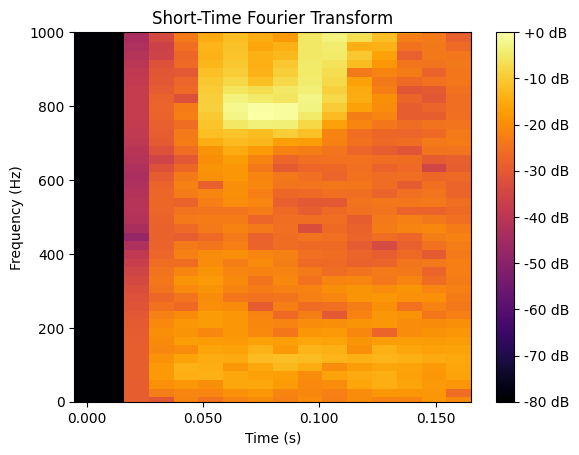 Short-Time Fourier Transform
Frequency (Hz)
1000
800
600
400
200
0
0.000
0.050
0.100
0.150
Time (s)
+0 dB
-10 dB
-20 dB
-30 dB
-40 dB
-50 dB
-60 dB
-70 dB
-80 dB